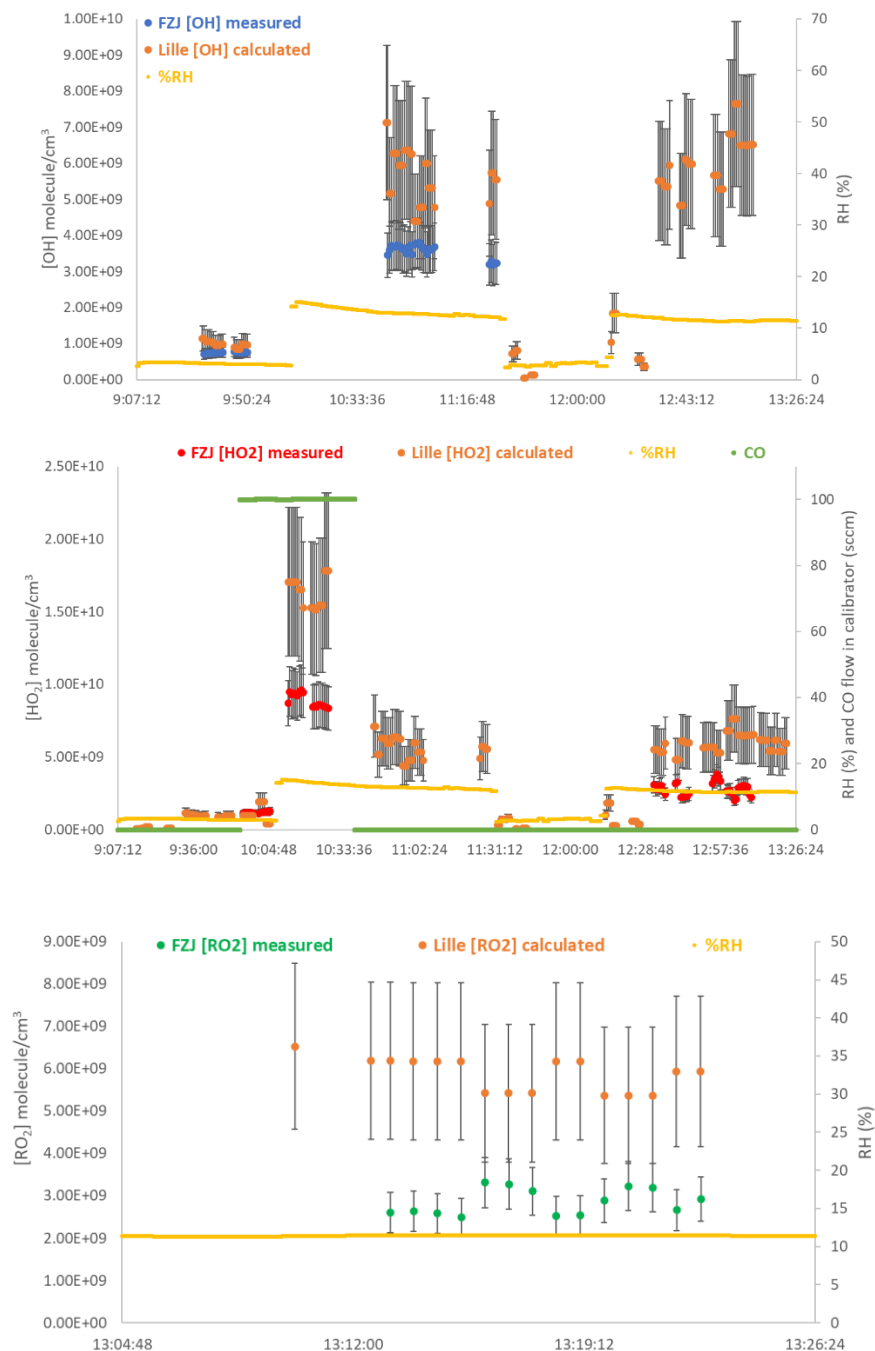 FZJ [OH] measured
Lille [OH] calculated
%RH
[OH] molecule/cm³
1.00E+10
9.00E+09
8.00E+09
7.00E+09
6.00E+09
5.00E+09
4.00E+09
3.00E+09
2.00E+09
1.00E+09
0.00E+00
70
60
50
40
30
20
10
0
RH (%)
9:07:12 9:50:24 10:33:36 11:16:48 12:00:00 12:43:12 13:26:24
FZJ [HO2] measured Lille [HO2] calculated %RH CO
[HO₂] molecule/cm³
2.50E+10
2.00E+10
1.50E+10
1.00E+10
5.00E+09
0.00E+00
100
80
60
40
20
0
RH (%) and CO flow in calibrator (sccm)
9:07:12 9:36:00 10:04:48 10:33:36 11:02:24 11:31:12 12:00:00 12:28:48 12:57:36 13:26:24
FZJ [RO2] measured Lille [RO2] calculated %RH
[RO₂] molecule/cm³
9.00E+09
8.00E+09
7.00E+09
6.00E+09
5.00E+09
4.00E+09
3.00E+09
2.00E+09
1.00E+09
0.00E+00
50
45
40
35
30
25
20
15
10
5
0
RH (%)
13:04:48 13:12:00 13:19:12 13:26:24